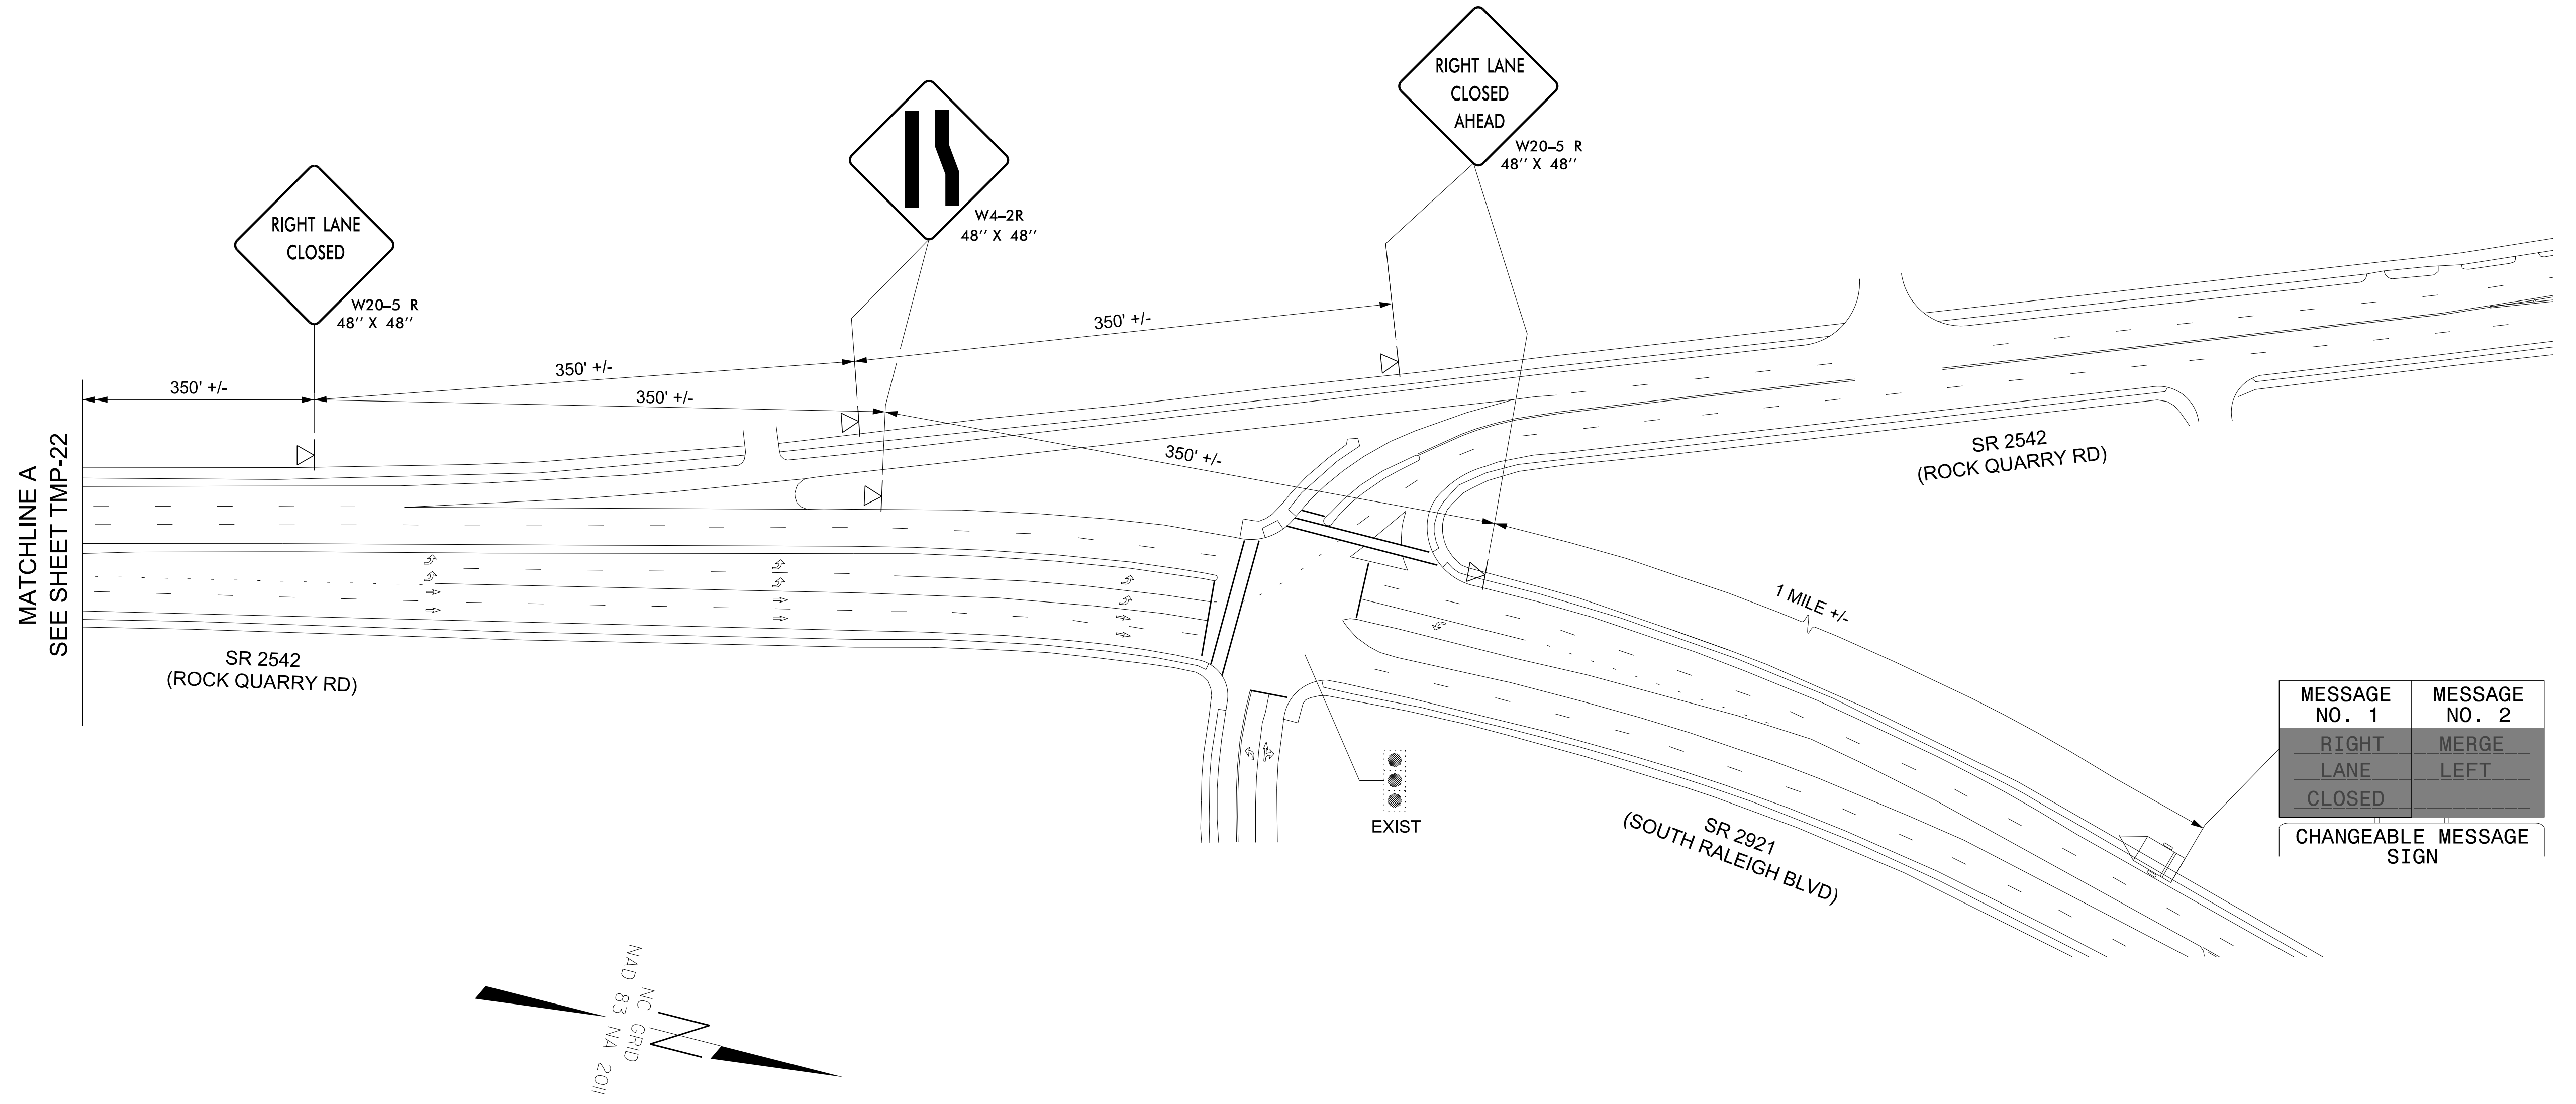 RIGHT LANE
CLOSED
AHEAD
W20-5 R
48'' X 48''
W4-2R
48'' X 48''
RIGHT LANE
CLOSED
W20-5 R
48'' X 48''
350' +/-
350' +/-
350' +/-
350' +/-
350' +/-
MATCHLINE A
SEE SHEET TMP-22
SR 2542
(ROCK QUARRY RD)
1 MILE +/-
SR 2542
(ROCK QUARRY RD)
MESSAGE
NO. 1
MESSAGE
NO. 2
RIGHT
LANE
CLOSED
MERGE
LEFT
CHANGEABLE MESSAGE
SIGN
EXIST
SR 2921
(SOUTH RALEIGH BLVD)
NC GRID
NAD 83 NA 2011